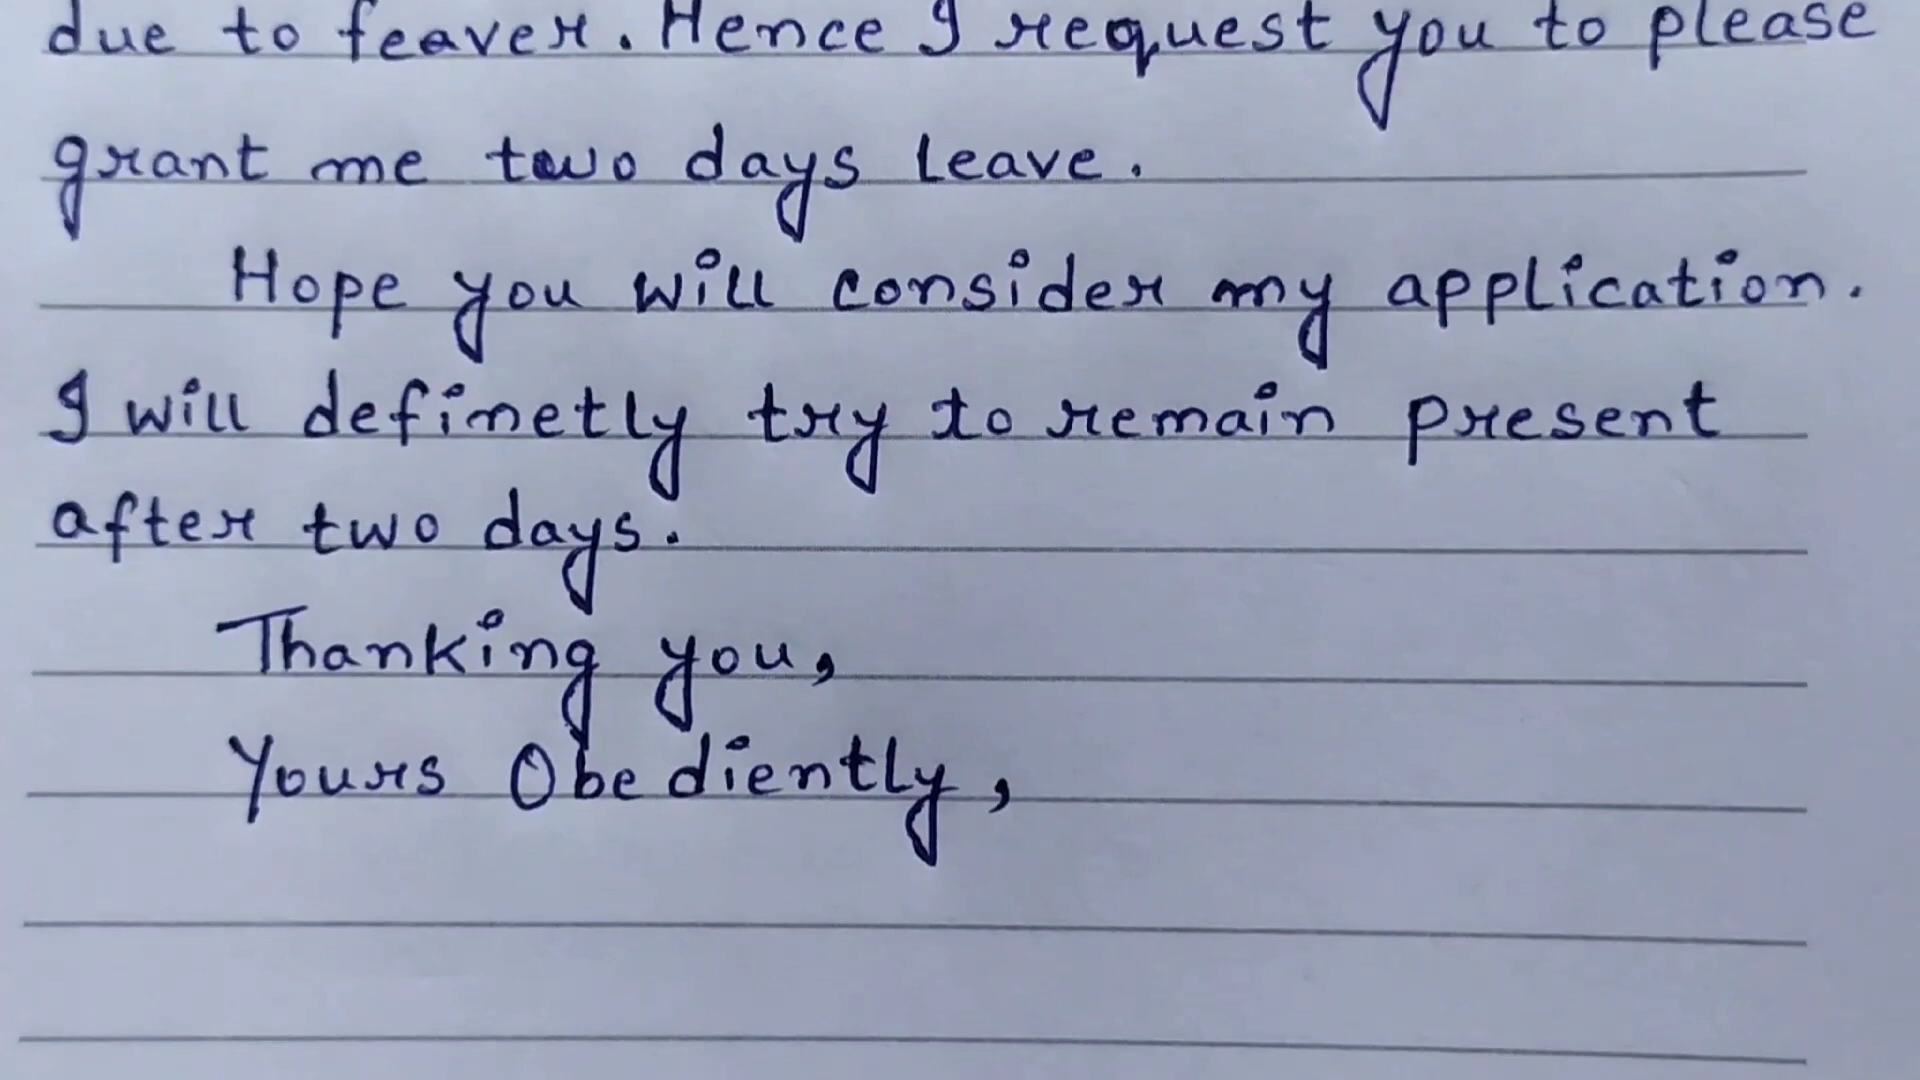 due to feaver. Hence I request you to please
grant me two days leave.
Hope you will consider my application.
I will definetly try to remain present
after two days.
Thanking you,
Yours Obediently,